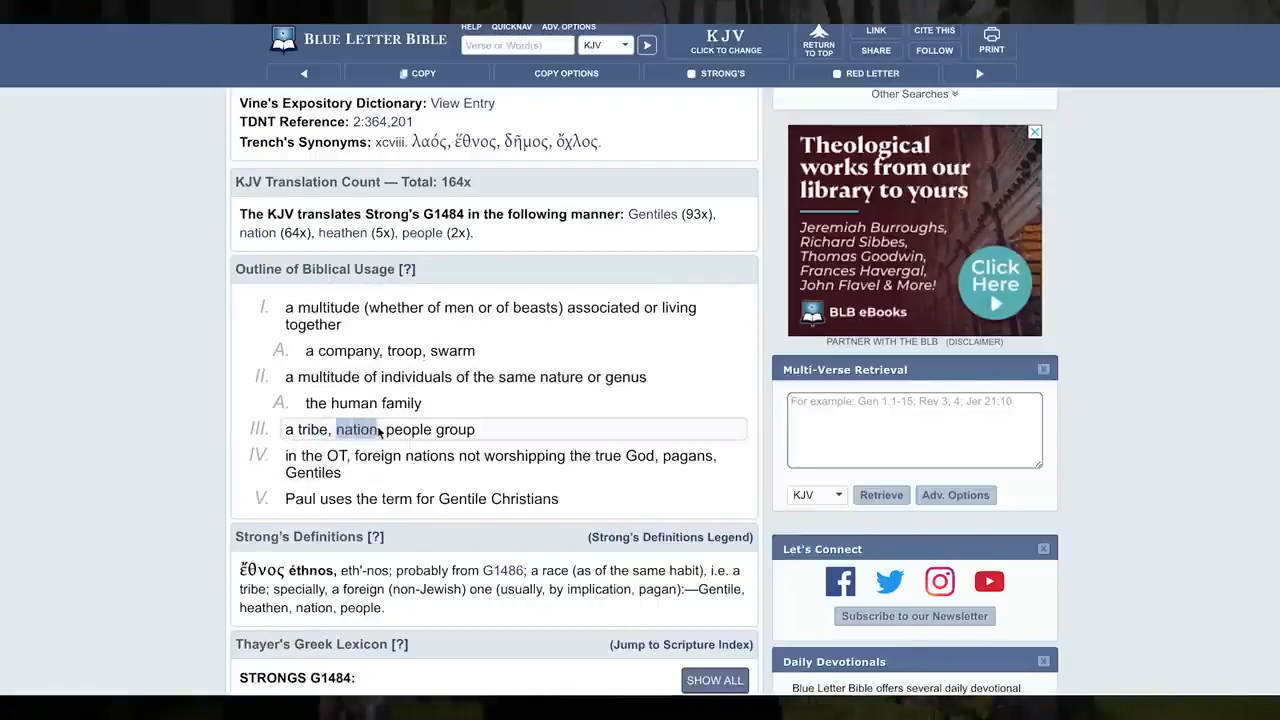 HELP QUICKNAV ADV. OPTIONS
BLUE LETTER BIBLE
Verse or Word(s)
KJV
KJV
CLICK TO CHANGE
RETURN
TO TOP
LINK
SHARE
CITE THIS
FOLLOW
PRINT
COPY
COPY OPTIONS
STRONG'S
RED LETTER
Vine's Expository Dictionary: View Entry
TDNT Reference: 2:364,201
Trench's Synonyms: xcviii. λαός, ἔθνος, δῆμος, ὄχλος.
KJV Translation Count — Total: 164x
The KJV translates Strong's G1484 in the following manner: Gentiles (93x),
nation (64x), heathen (5x), people (2x).
Outline of Biblical Usage [?]
I. a multitude (whether of men or of beasts) associated or living
together
A. a company, troop, swarm
II. a multitude of individuals of the same nature or genus
A. the human family
III. a tribe, nation, people group
IV. in the OT, foreign nations not worshipping the true God, pagans,
Gentiles
V. Paul uses the term for Gentile Christians
Strong's Definitions [?] (Strong's Definitions Legend)
ἔθνος éthnos, eth'-nos; probably from G1486; a race (as of the same habit), i.e. a
tribe; specially, a foreign (non-Jewish) one (usually, by implication, pagan):—Gentile,
heathen, nation, people.
Thayer's Greek Lexicon [?] (Jump to Scripture Index)
STRONGS G1484: SHOW ALL
Other Searches
Theological
works from our
library to yours
Jeremiah Burroughs,
Richard Sibbes,
Thomas Goodwin,
Frances Havergal,
John Flavel & More!
Click
Here
BLB eBooks
PARTNER WITH THE BLB (DISCLAIMER)
Multi-Verse Retrieval X
For example: Gen 1.1-15; Rev 3; 4; Jer 21:10
KJV Retrieve Adv. Options
Let's Connect X
Subscribe to our Newsletter
Daily Devotionals X
Blue Letter Bible offers several daily devotional